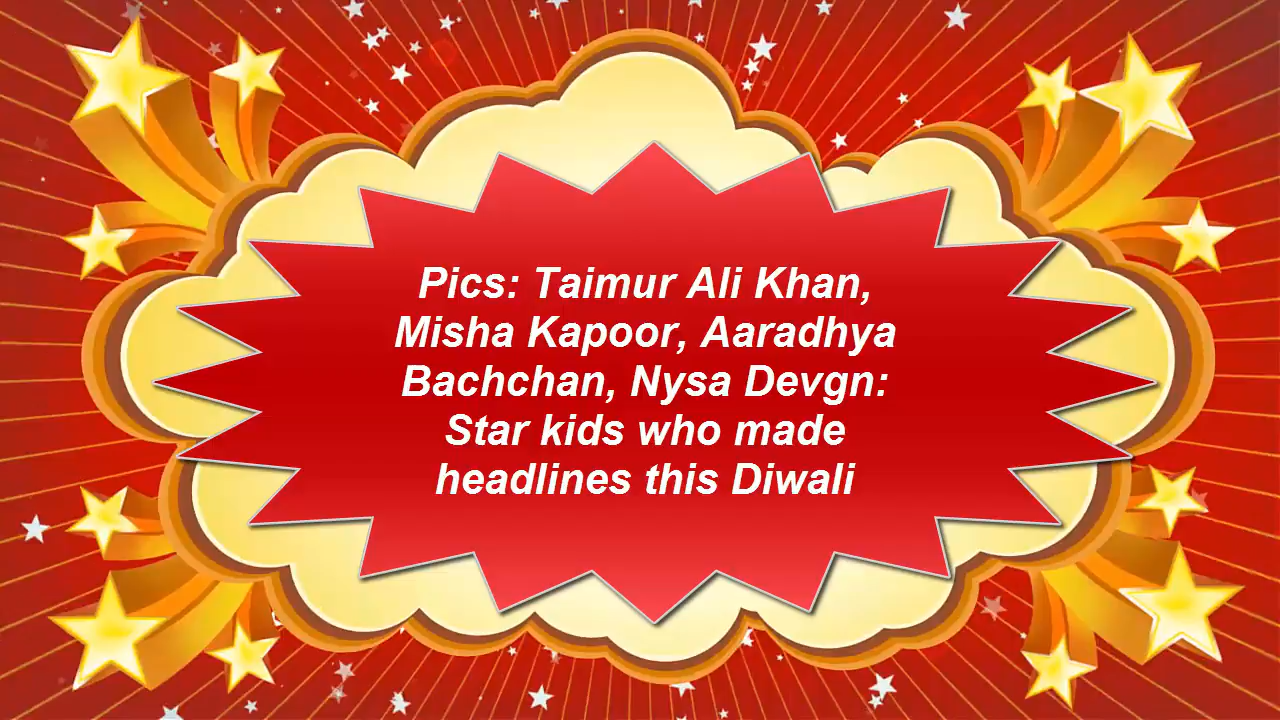 Pics: Taimur Ali Khan,
Misha Kapoor, Aaradhya
Bachchan, Nysa Devgn:
Star kids who made
headlines this Diwali